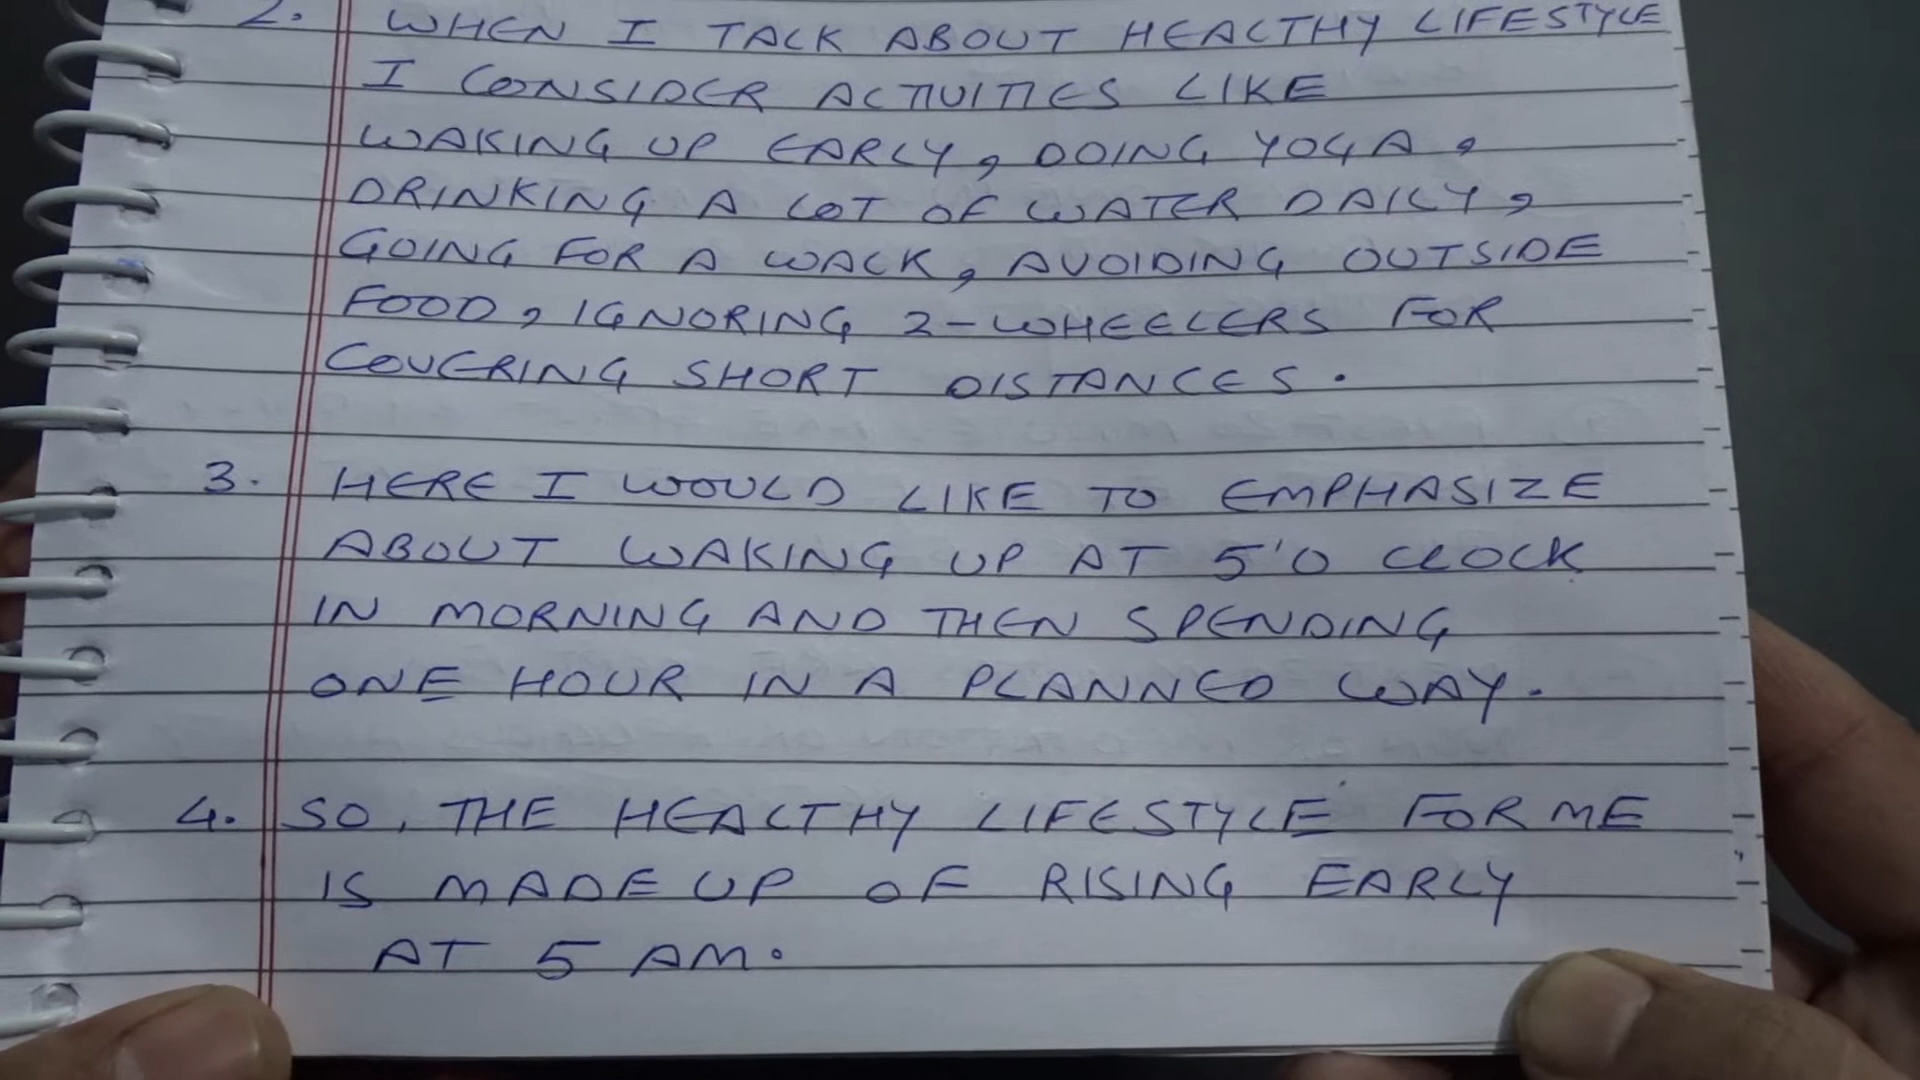 2. WHEN I TALK ABOUT HEALTHY LIFESTYLE
I CONSIDER ACTIVITIES LIKE
WAKING UP EARLY, DOING YOGA,
DRINKING A LOT OF WATER DAILY,
GOING FOR A WALK, AVOIDING OUTSIDE
FOOD, IGNORING 2-WHEELERS FOR
COVERING SHORT DISTANCES.
3. HERE I WOULD LIKE TO EMPHASIZE
ABOUT WAKING UP AT 5'O CLOCK
IN MORNING AND THEN SPENDING
ONE HOUR IN A PLANNED WAY.
4. SO, THE HEALTHY LIFESTYLE FOR ME
IS MADE UP OF RISING EARLY
AT 5 AM.